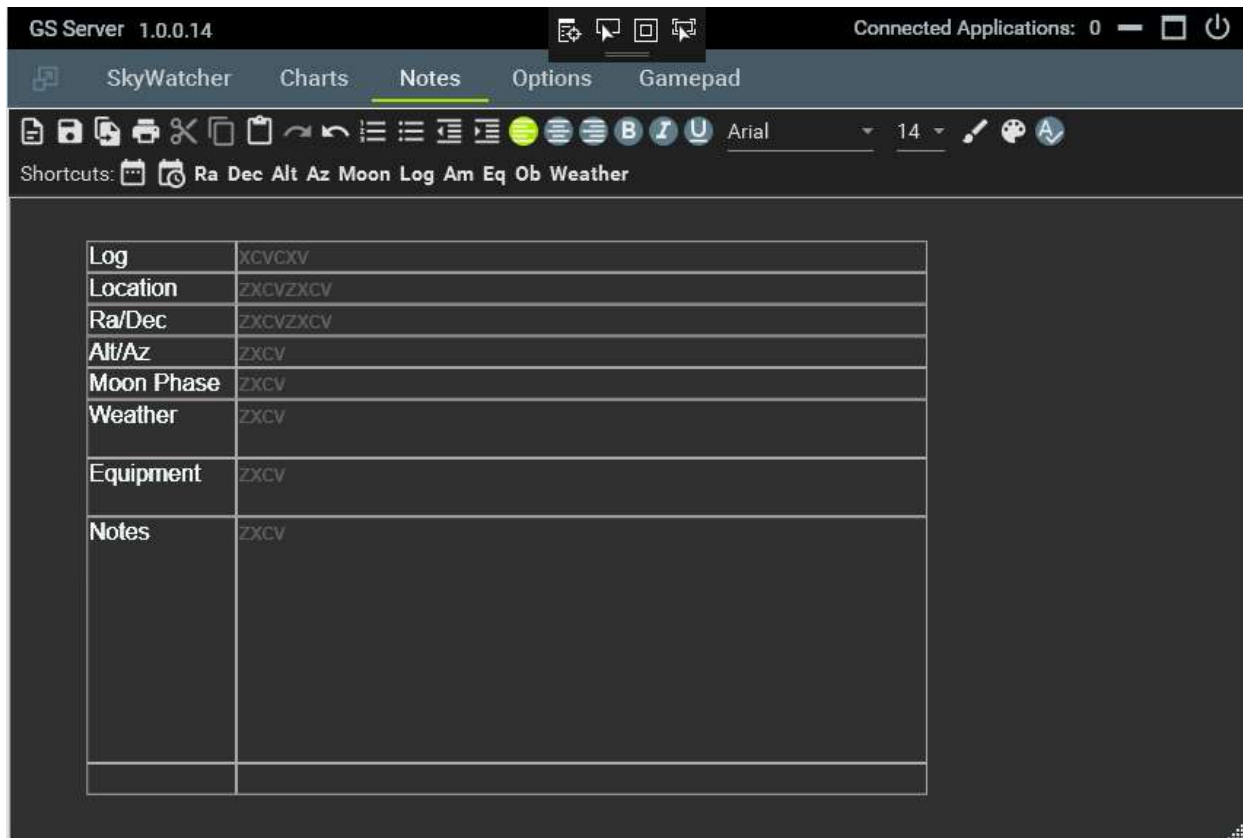 GS Server 1.0.0.14 Connected Applications: 0
SkyWatcher Charts Notes Options Gamepad
B I U Arial 14 A
Shortcuts: Ra Dec Alt Az Moon Log Am Eq Ob Weather
Log xcvcxv
Location zxcvzxcv
Ra/Dec zxcvzxcv
Alt/Az zxcv
Moon Phase zxcv
Weather zxcv
Equipment zxcv
Notes zxcv